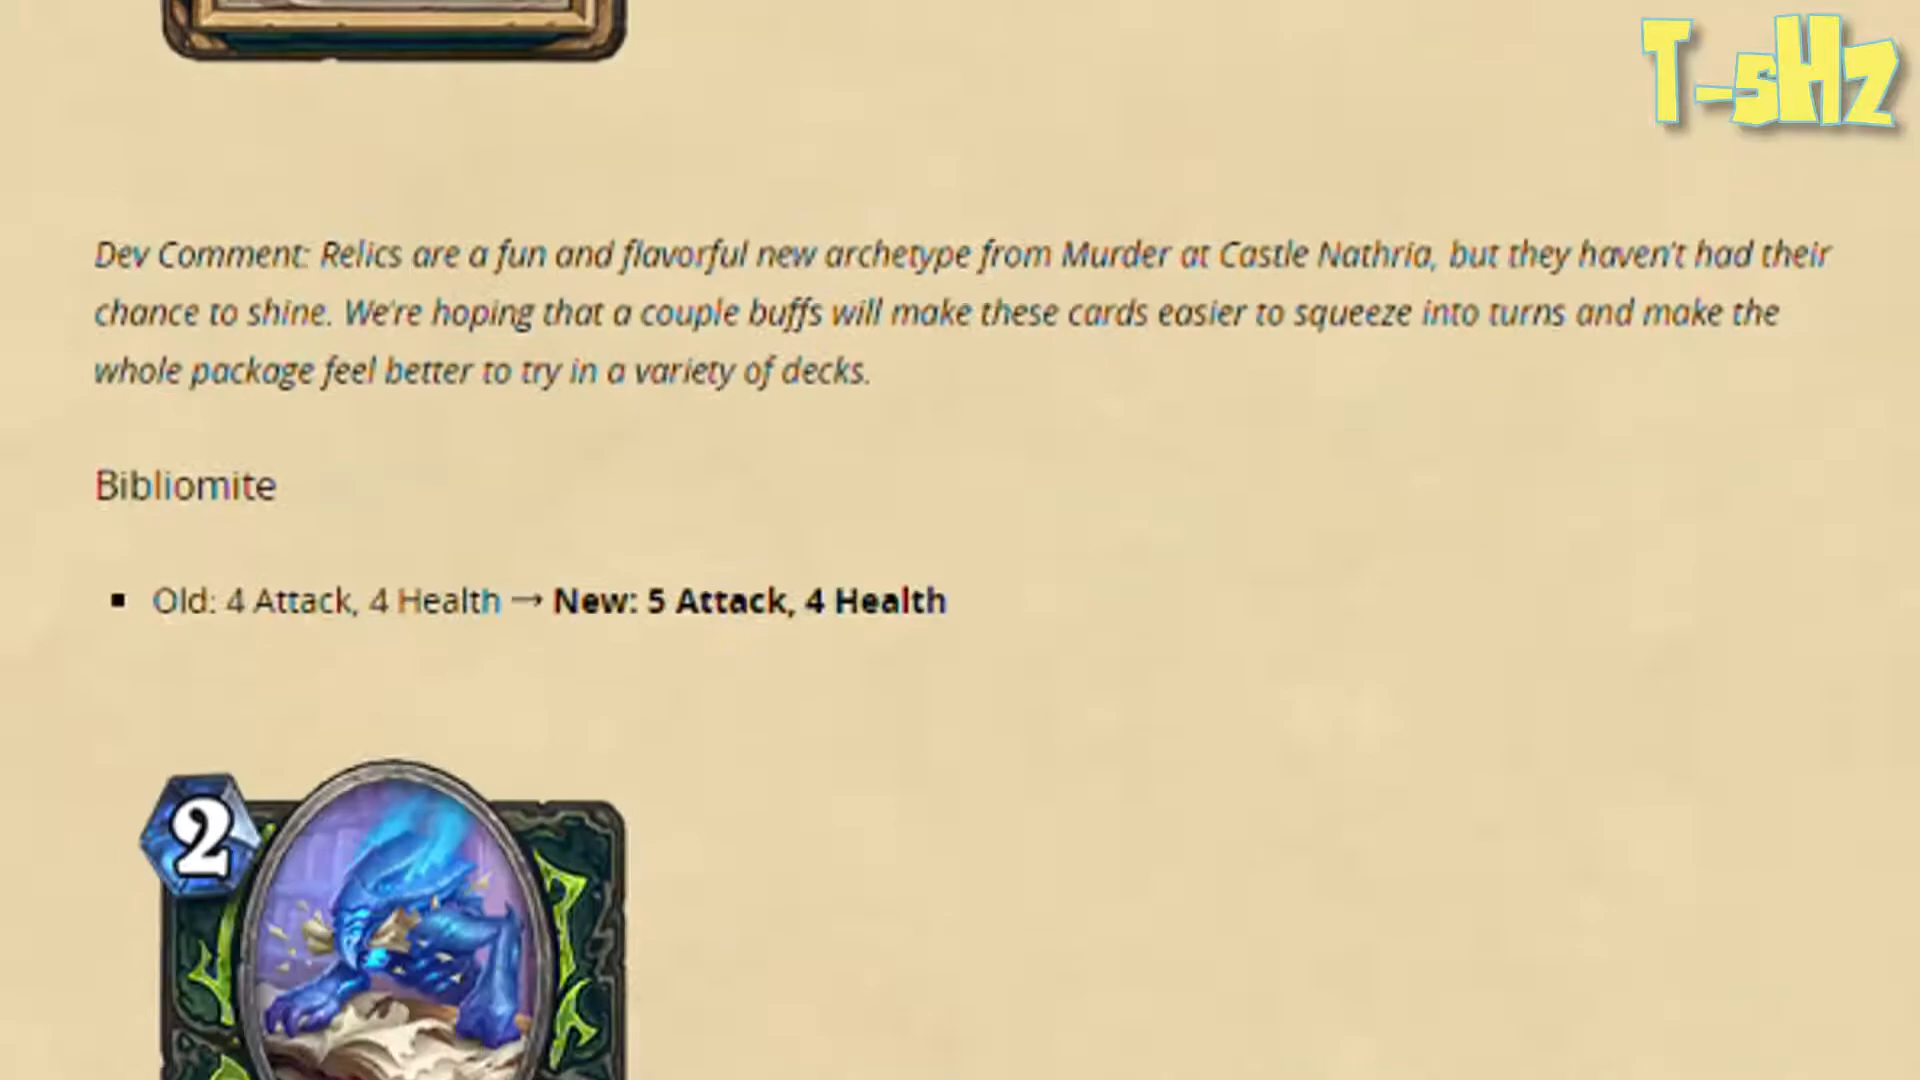 T-sHz
Dev Comment: Relics are a fun and flavorful new archetype from Murder at Castle Nathria, but they haven't had their
chance to shine. We're hoping that a couple buffs will make these cards easier to squeeze into turns and make the
whole package feel better to try in a variety of decks.
Bibliomite
▪ Old: 4 Attack, 4 Health → New: 5 Attack, 4 Health
2